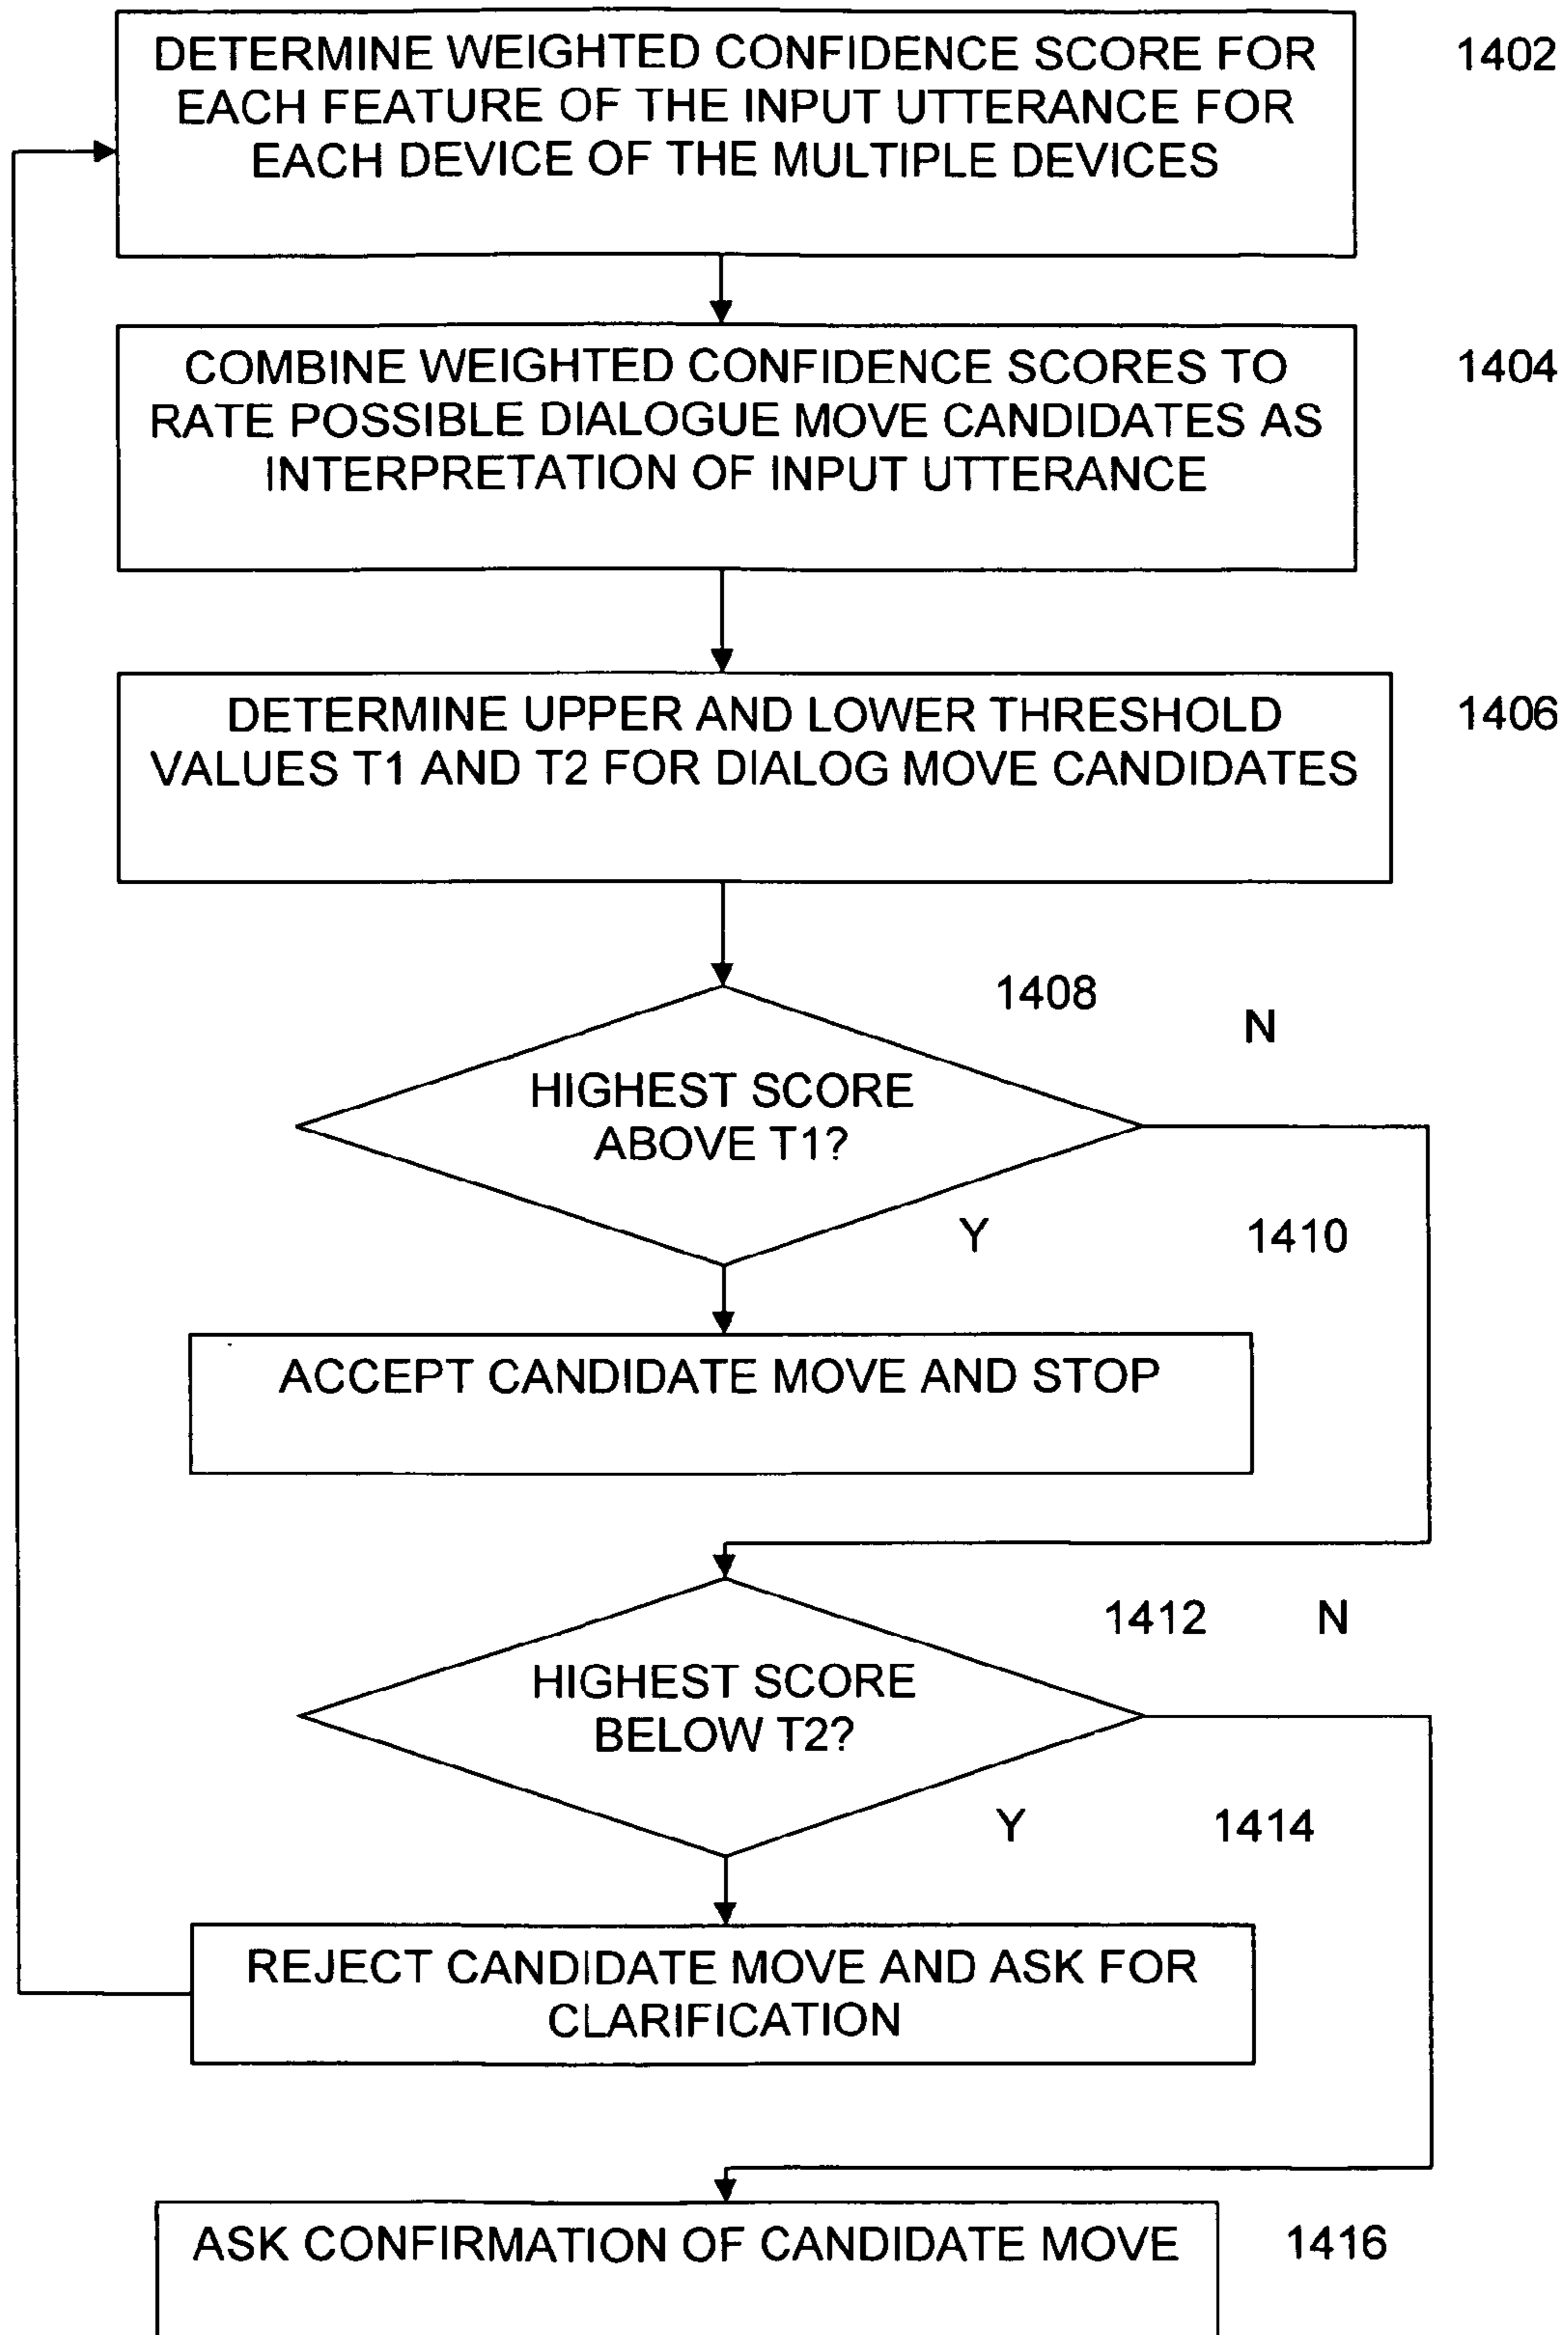 DETERMINE WEIGHTED CONFIDENCE SCORE FOR
EACH FEATURE OF THE INPUT UTTERANCE FOR
EACH DEVICE OF THE MULTIPLE DEVICES
1402
COMBINE WEIGHTED CONFIDENCE SCORES TO
RATE POSSIBLE DIALOGUE MOVE CANDIDATES AS
INTERPRETATION OF INPUT UTTERANCE
1404
DETERMINE UPPER AND LOWER THRESHOLD
VALUES T1 AND T2 FOR DIALOG MOVE CANDIDATES
1406
1408
N
HIGHEST SCORE
ABOVE T1?
Y
1410
ACCEPT CANDIDATE MOVE AND STOP
1412
N
HIGHEST SCORE
BELOW T2?
Y
1414
REJECT CANDIDATE MOVE AND ASK FOR
CLARIFICATION
ASK CONFIRMATION OF CANDIDATE MOVE
1416